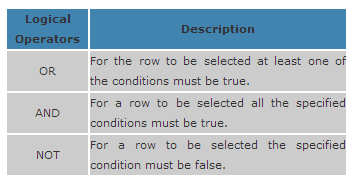 Logical
Operators
Description
OR
For the row to be selected at least one of
the conditions must be true.
AND
For a row to be selected all the specified
conditions must be true.
NOT
For a row to be selected the specified
condition must be false.